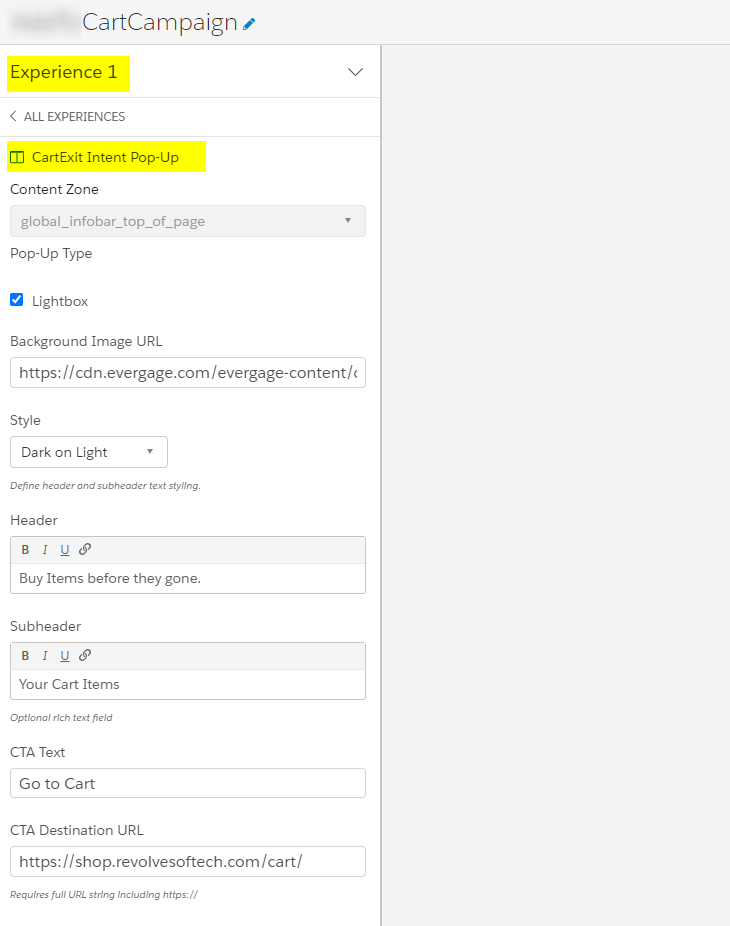 CartCampaign
Experience 1
ALL EXPERIENCES
CartExit Intent Pop-Up
Content Zone
global_infobar_top_of_page
Pop-Up Type
Lightbox
Background Image URL
https://cdn.evergage.com/evergage-content/c
Style
Dark on Light
Define header and subheader text styling.
Header
B I U
Buy Items before they gone.
Subheader
B I U
Your Cart Items
Optional rich text field
CTA Text
Go to Cart
CTA Destination URL
https://shop.revolvesoftech.com/cart/
Requires full URL string including https://